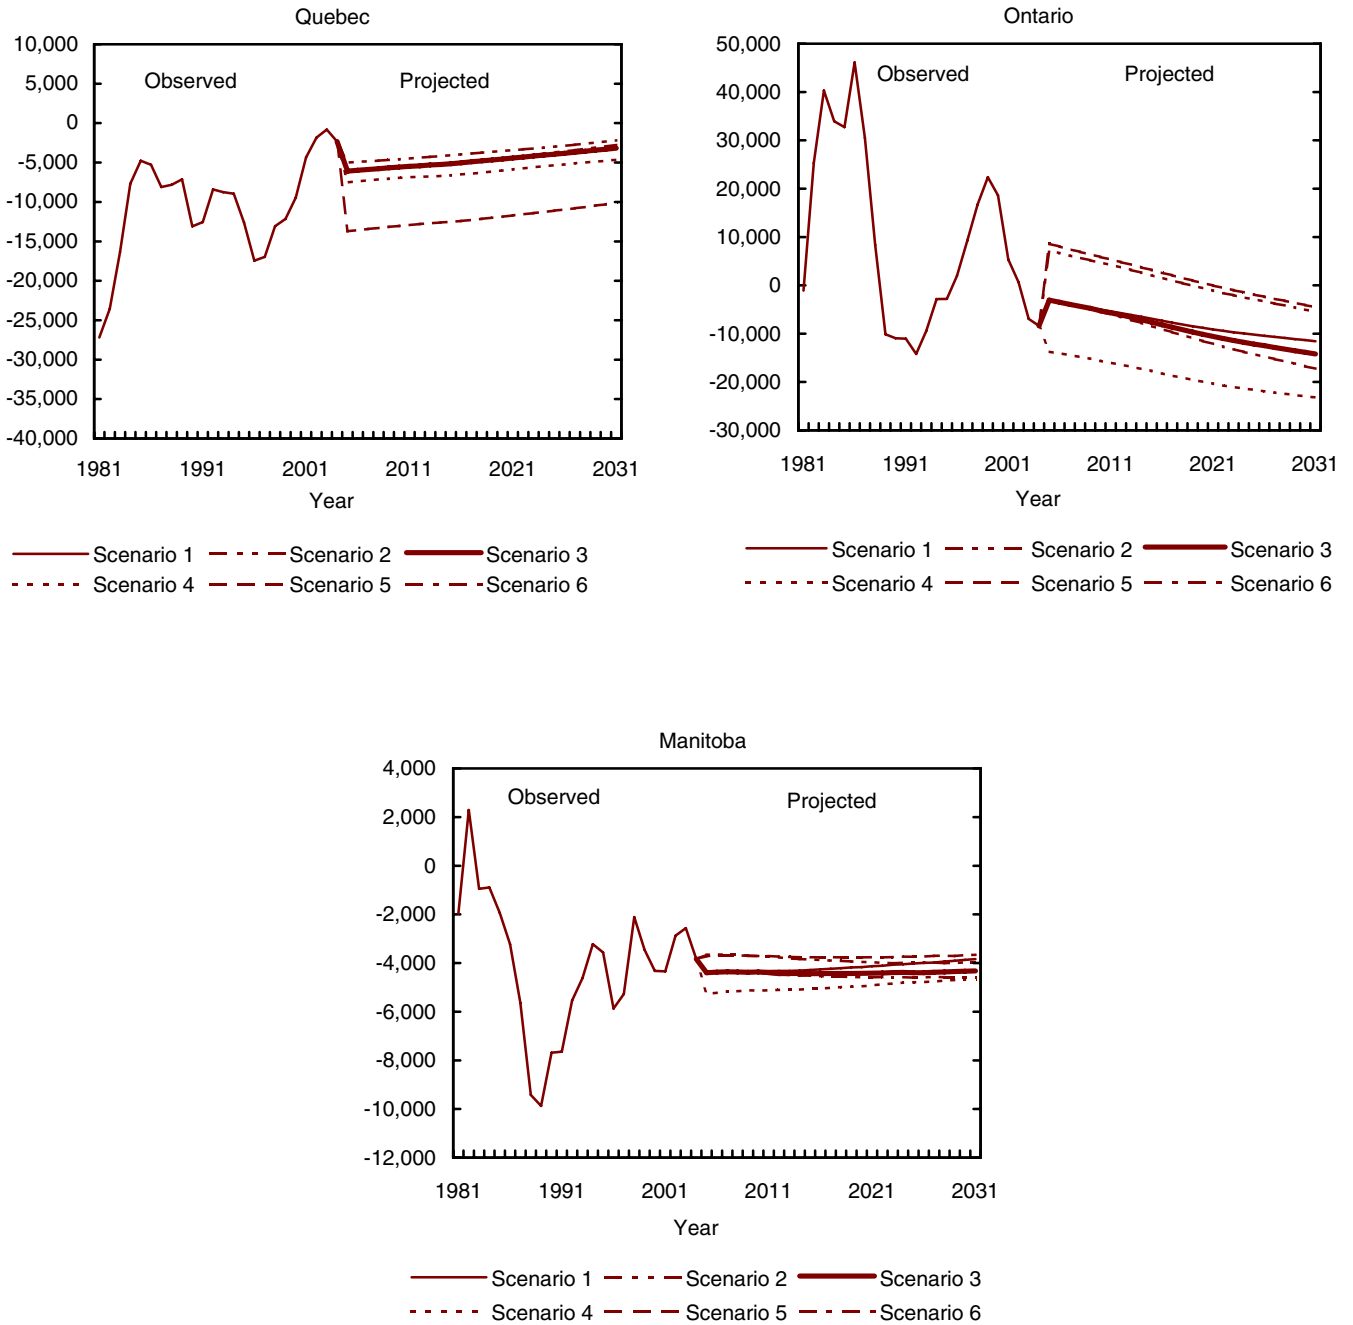 Quebec
10,000
5,000
0
-5,000
-10,000
-15,000
-20,000
-25,000
-30,000
-35,000
-40,000
Observed Projected
1981 1991 2001 2011 2021 2031
Year
Scenario 1 Scenario 2 Scenario 3
Scenario 4 Scenario 5 Scenario 6
Ontario
50,000
40,000
30,000
20,000
10,000
0
-10,000
-20,000
-30,000
Observed Projected
1981 1991 2001 2011 2021 2031
Year
Scenario 1 Scenario 2 Scenario 3
Scenario 4 Scenario 5 Scenario 6
Manitoba
4,000
2,000
0
-2,000
-4,000
-6,000
-8,000
-10,000
-12,000
Observed Projected
1981 1991 2001 2011 2021 2031
Year
Scenario 1 Scenario 2 Scenario 3
Scenario 4 Scenario 5 Scenario 6